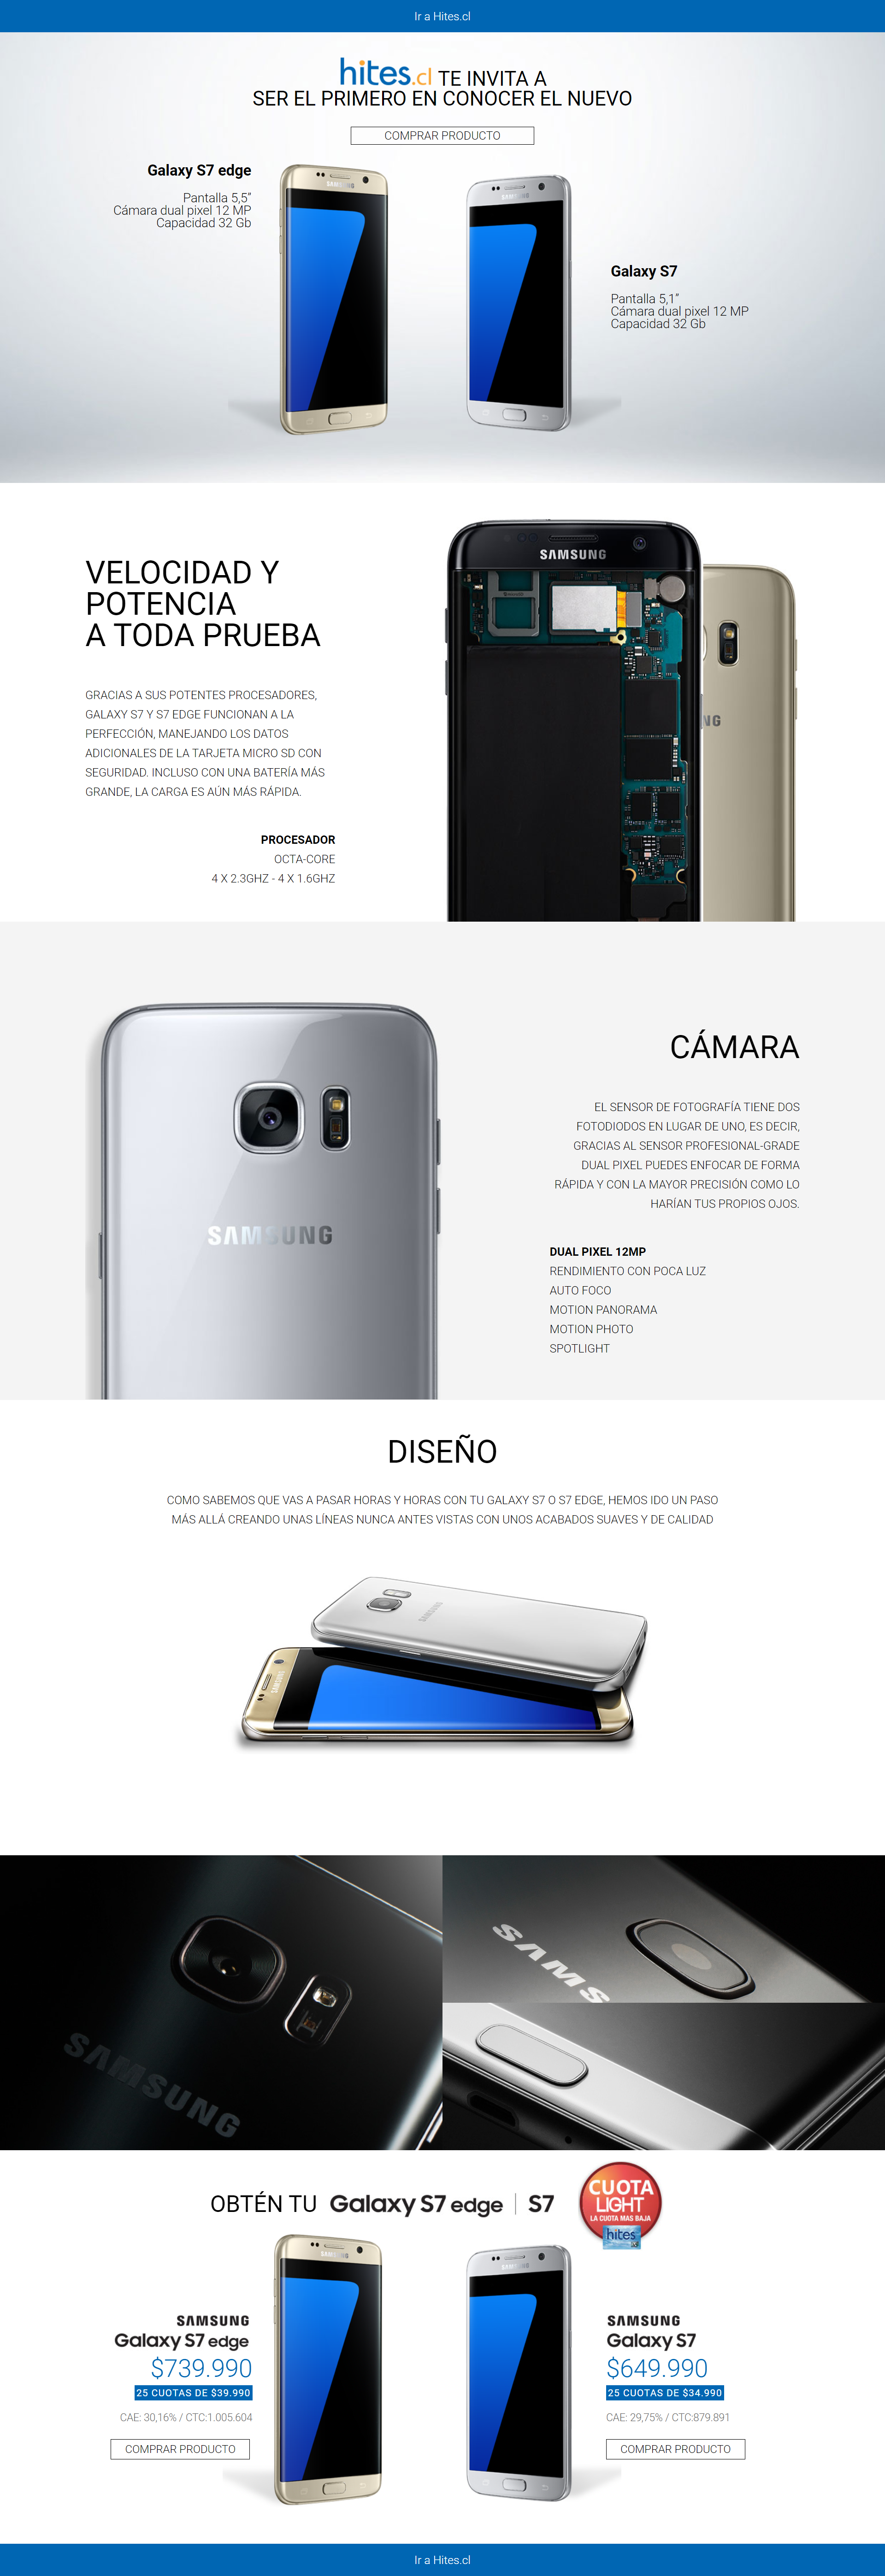 Ir a Hites.cl
hites.cl TE INVITA A
SER EL PRIMERO EN CONOCER EL NUEVO
COMPRAR PRODUCTO
Galaxy S7 edge
Pantalla 5,5”
Cámara dual pixel 12 MP
Capacidad 32 Gb
SAMSUNG
SAMSUNG
Galaxy S7
Pantalla 5,1”
Cámara dual pixel 12 MP
Capacidad 32 Gb
VELOCIDAD Y
POTENCIA
A TODA PRUEBA
GRACIAS A SUS POTENTES PROCESADORES,
GALAXY S7 Y S7 EDGE FUNCIONAN A LA
PERFECCIÓN, MANEJANDO LOS DATOS
ADICIONALES DE LA TARJETA MICRO SD CON
SEGURIDAD. INCLUSO CON UNA BATERÍA MÁS
GRANDE, LA CARGA ES AÚN MÁS RÁPIDA.
PROCESADOR
OCTA-CORE
4 X 2.3GHZ - 4 X 1.6GHZ
SAMSUNG
NG
SAMSUNG
CÁMARA
EL SENSOR DE FOTOGRAFÍA TIENE DOS
FOTODIODOS EN LUGAR DE UNO, ES DECIR,
GRACIAS AL SENSOR PROFESIONAL-GRADE
DUAL PIXEL PUEDES ENFOCAR DE FORMA
RÁPIDA Y CON LA MAYOR PRECISIÓN COMO LO
HARÍAN TUS PROPIOS OJOS.
DUAL PIXEL 12MP
RENDIMIENTO CON POCA LUZ
AUTO FOCO
MOTION PANORAMA
MOTION PHOTO
SPOTLIGHT
DISEÑO
COMO SABEMOS QUE VAS A PASAR HORAS Y HORAS CON TU GALAXY S7 O S7 EDGE, HEMOS IDO UN PASO
MÁS ALLÁ CREANDO UNAS LÍNEAS NUNCA ANTES VISTAS CON UNOS ACABADOS SUAVES Y DE CALIDAD
SAMSUNG
SAMSUNG
SAMSUNG
SAMS
OBTÉN TU Galaxy S7 edge | S7
CUOTA
LIGHT
LA CUOTA MAS BAJA
hites
SAMSUNG
SAMSUNG
SAMSUNG
Galaxy S7 edge
$739.990
25 CUOTAS DE $39.990
CAE: 30,16% / CTC:1.005.604
COMPRAR PRODUCTO
SAMSUNG
Galaxy S7
$649.990
25 CUOTAS DE $34.990
CAE: 29,75% / CTC:879.891
COMPRAR PRODUCTO
Ir a Hites.cl